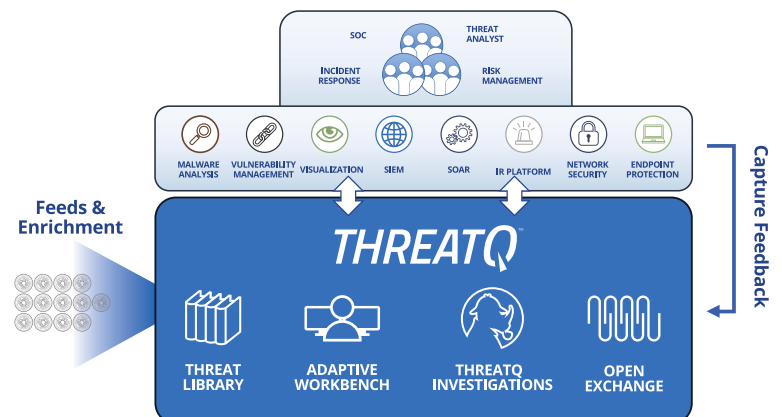 SOC
THREAT
ANALYST
INCIDENT
RESPONSE
RISK
MANAGEMENT
MALWARE
ANALYSIS
VULNERABILITY
MANAGEMENT
VISUALIZATION
SIEM
SOAR
IR PLATFORM
NETWORK
SECURITY
ENDPOINT
PROTECTION
Feeds &
Enrichment
Capture Feedback
THREATQ™
THREAT
LIBRARY
ADAPTIVE
WORKBENCH
THREATQ
INVESTIGATIONS
OPEN
EXCHANGE